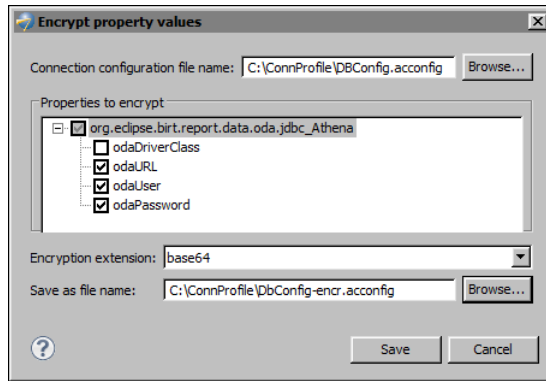 Encrypt property values
Connection configuration file name: C:\ConnProfile\DBConfig.acconfig Browse...
Properties to encrypt
org.eclipse.birt.report.data.oda.jdbc_Athena
odaDriverClass
odaURL
odaUser
odaPassword
Encryption extension: base64
Save as file name: C:\ConnProfile\DbConfig-encr.acconfig Browse...
? Save Cancel